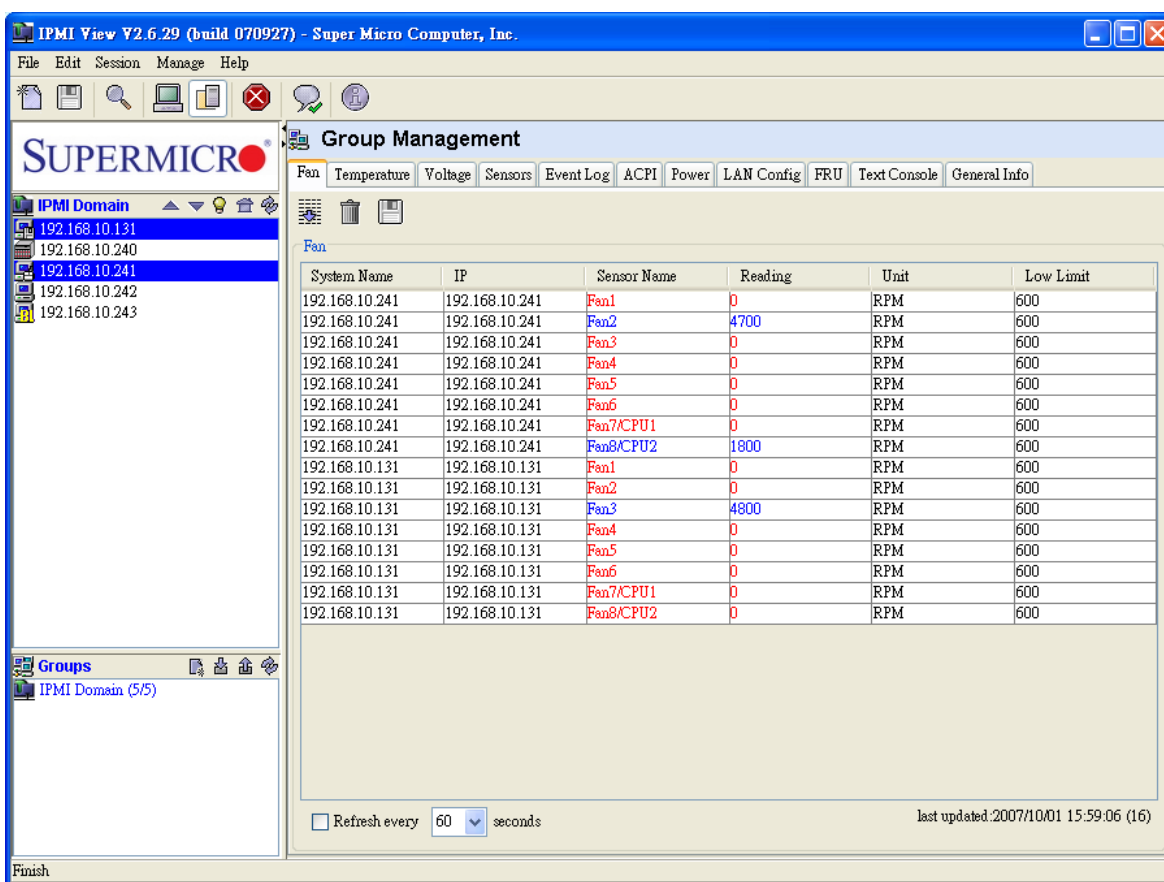 IPMI View V2.6.29 (build 070927) - Super Micro Computer, Inc.
File Edit Session Manage Help
SUPERMICRO
IPMI Domain
192.168.10.131
192.168.10.240
192.168.10.241
192.168.10.242
192.168.10.243
Groups
IPMI Domain (5/5)
Group Management
Fan Temperature Voltage Sensors Event Log ACPI Power LAN Config FRU Text Console General Info
Fan
System Name IP Sensor Name Reading Unit Low Limit
192.168.10.241 192.168.10.241 Fan1 0 RPM 600
192.168.10.241 192.168.10.241 Fan2 4700 RPM 600
192.168.10.241 192.168.10.241 Fan3 0 RPM 600
192.168.10.241 192.168.10.241 Fan4 0 RPM 600
192.168.10.241 192.168.10.241 Fan5 0 RPM 600
192.168.10.241 192.168.10.241 Fan6 0 RPM 600
192.168.10.241 192.168.10.241 Fan7/CPU1 0 RPM 600
192.168.10.241 192.168.10.241 Fan8/CPU2 1800 RPM 600
192.168.10.131 192.168.10.131 Fan1 0 RPM 600
192.168.10.131 192.168.10.131 Fan2 0 RPM 600
192.168.10.131 192.168.10.131 Fan3 4800 RPM 600
192.168.10.131 192.168.10.131 Fan4 0 RPM 600
192.168.10.131 192.168.10.131 Fan5 0 RPM 600
192.168.10.131 192.168.10.131 Fan6 0 RPM 600
192.168.10.131 192.168.10.131 Fan7/CPU1 0 RPM 600
192.168.10.131 192.168.10.131 Fan8/CPU2 0 RPM 600
Refresh every 60 seconds
last updated:2007/10/01 15:59:06 (16)
Finish